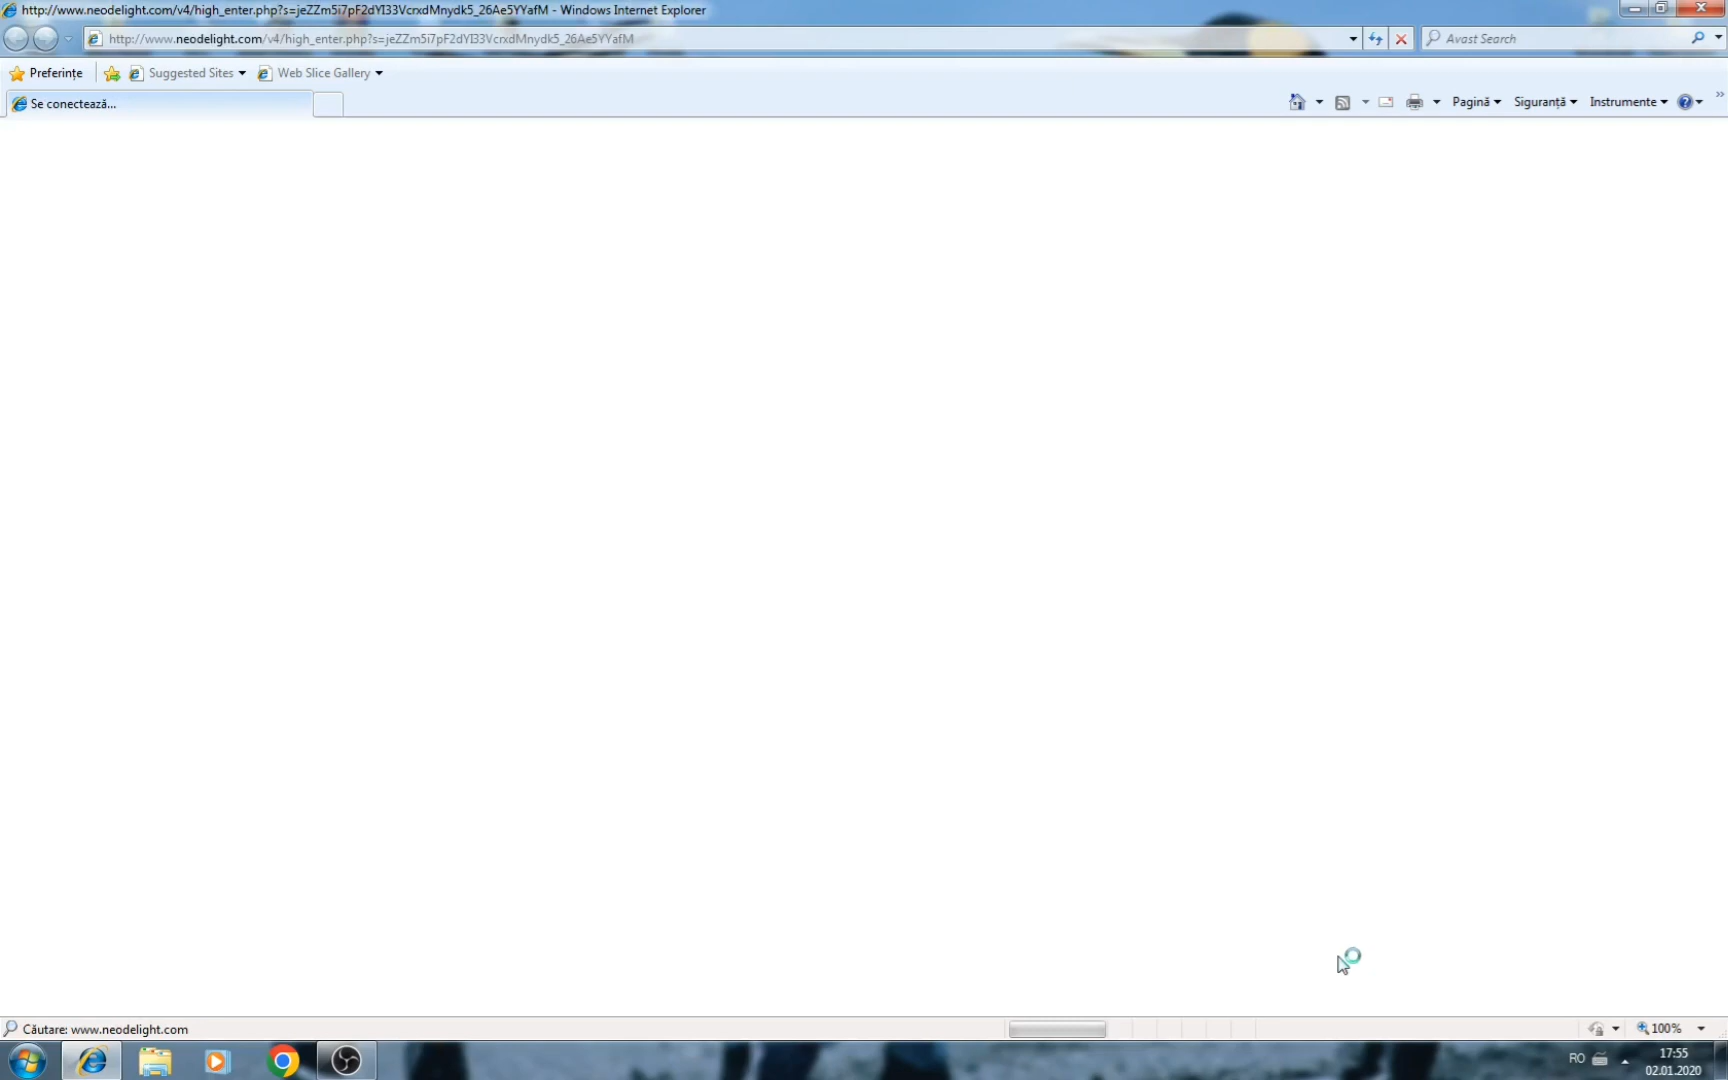 http://www.neodelight.com/v4/high_enter.php?s=jeZZm5i7pF2dYI33VcrxdMnydk5_26Ae5YYafM - Windows Internet Explorer
http://www.neodelight.com/v4/high_enter.php?s=jeZZm5i7pF2dYI33VcrxdMnydk5_26Ae5YYafM
Avast Search
Preferințe
Suggested Sites
Web Slice Gallery
Se conectează...
Pagină
Siguranță
Instrumente
Căutare: www.neodelight.com
100%
RO
17:55
02.01.2020